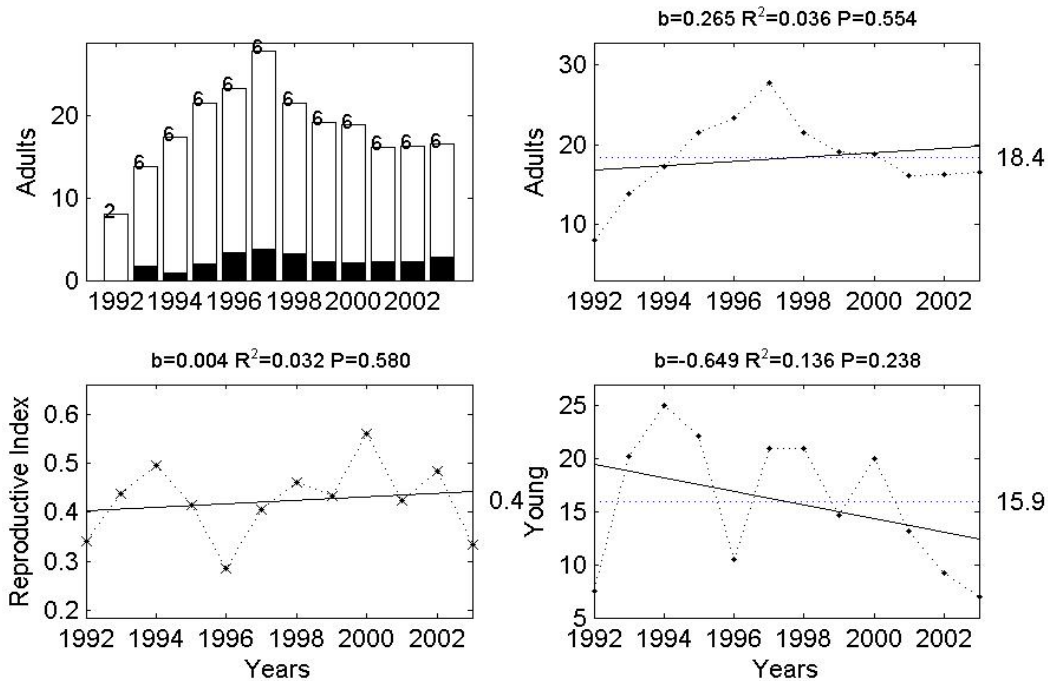 6
6
6
6
6
6
6
6
6
6
6
2
20
10
0
Adults
1992 1994 1996 1998 2000 2002
b=0.265 R²=0.036 P=0.554
30
20
10
Adults
18.4
1992 1994 1996 1998 2000 2002
b=0.004 R²=0.032 P=0.580
0.6
0.5
0.4
0.3
0.2
Reproductive Index
0.4
1992 1994 1996 1998 2000 2002
Years
b=-0.649 R²=0.136 P=0.238
25
20
15
10
5
Young
15.9
1992 1994 1996 1998 2000 2002
Years